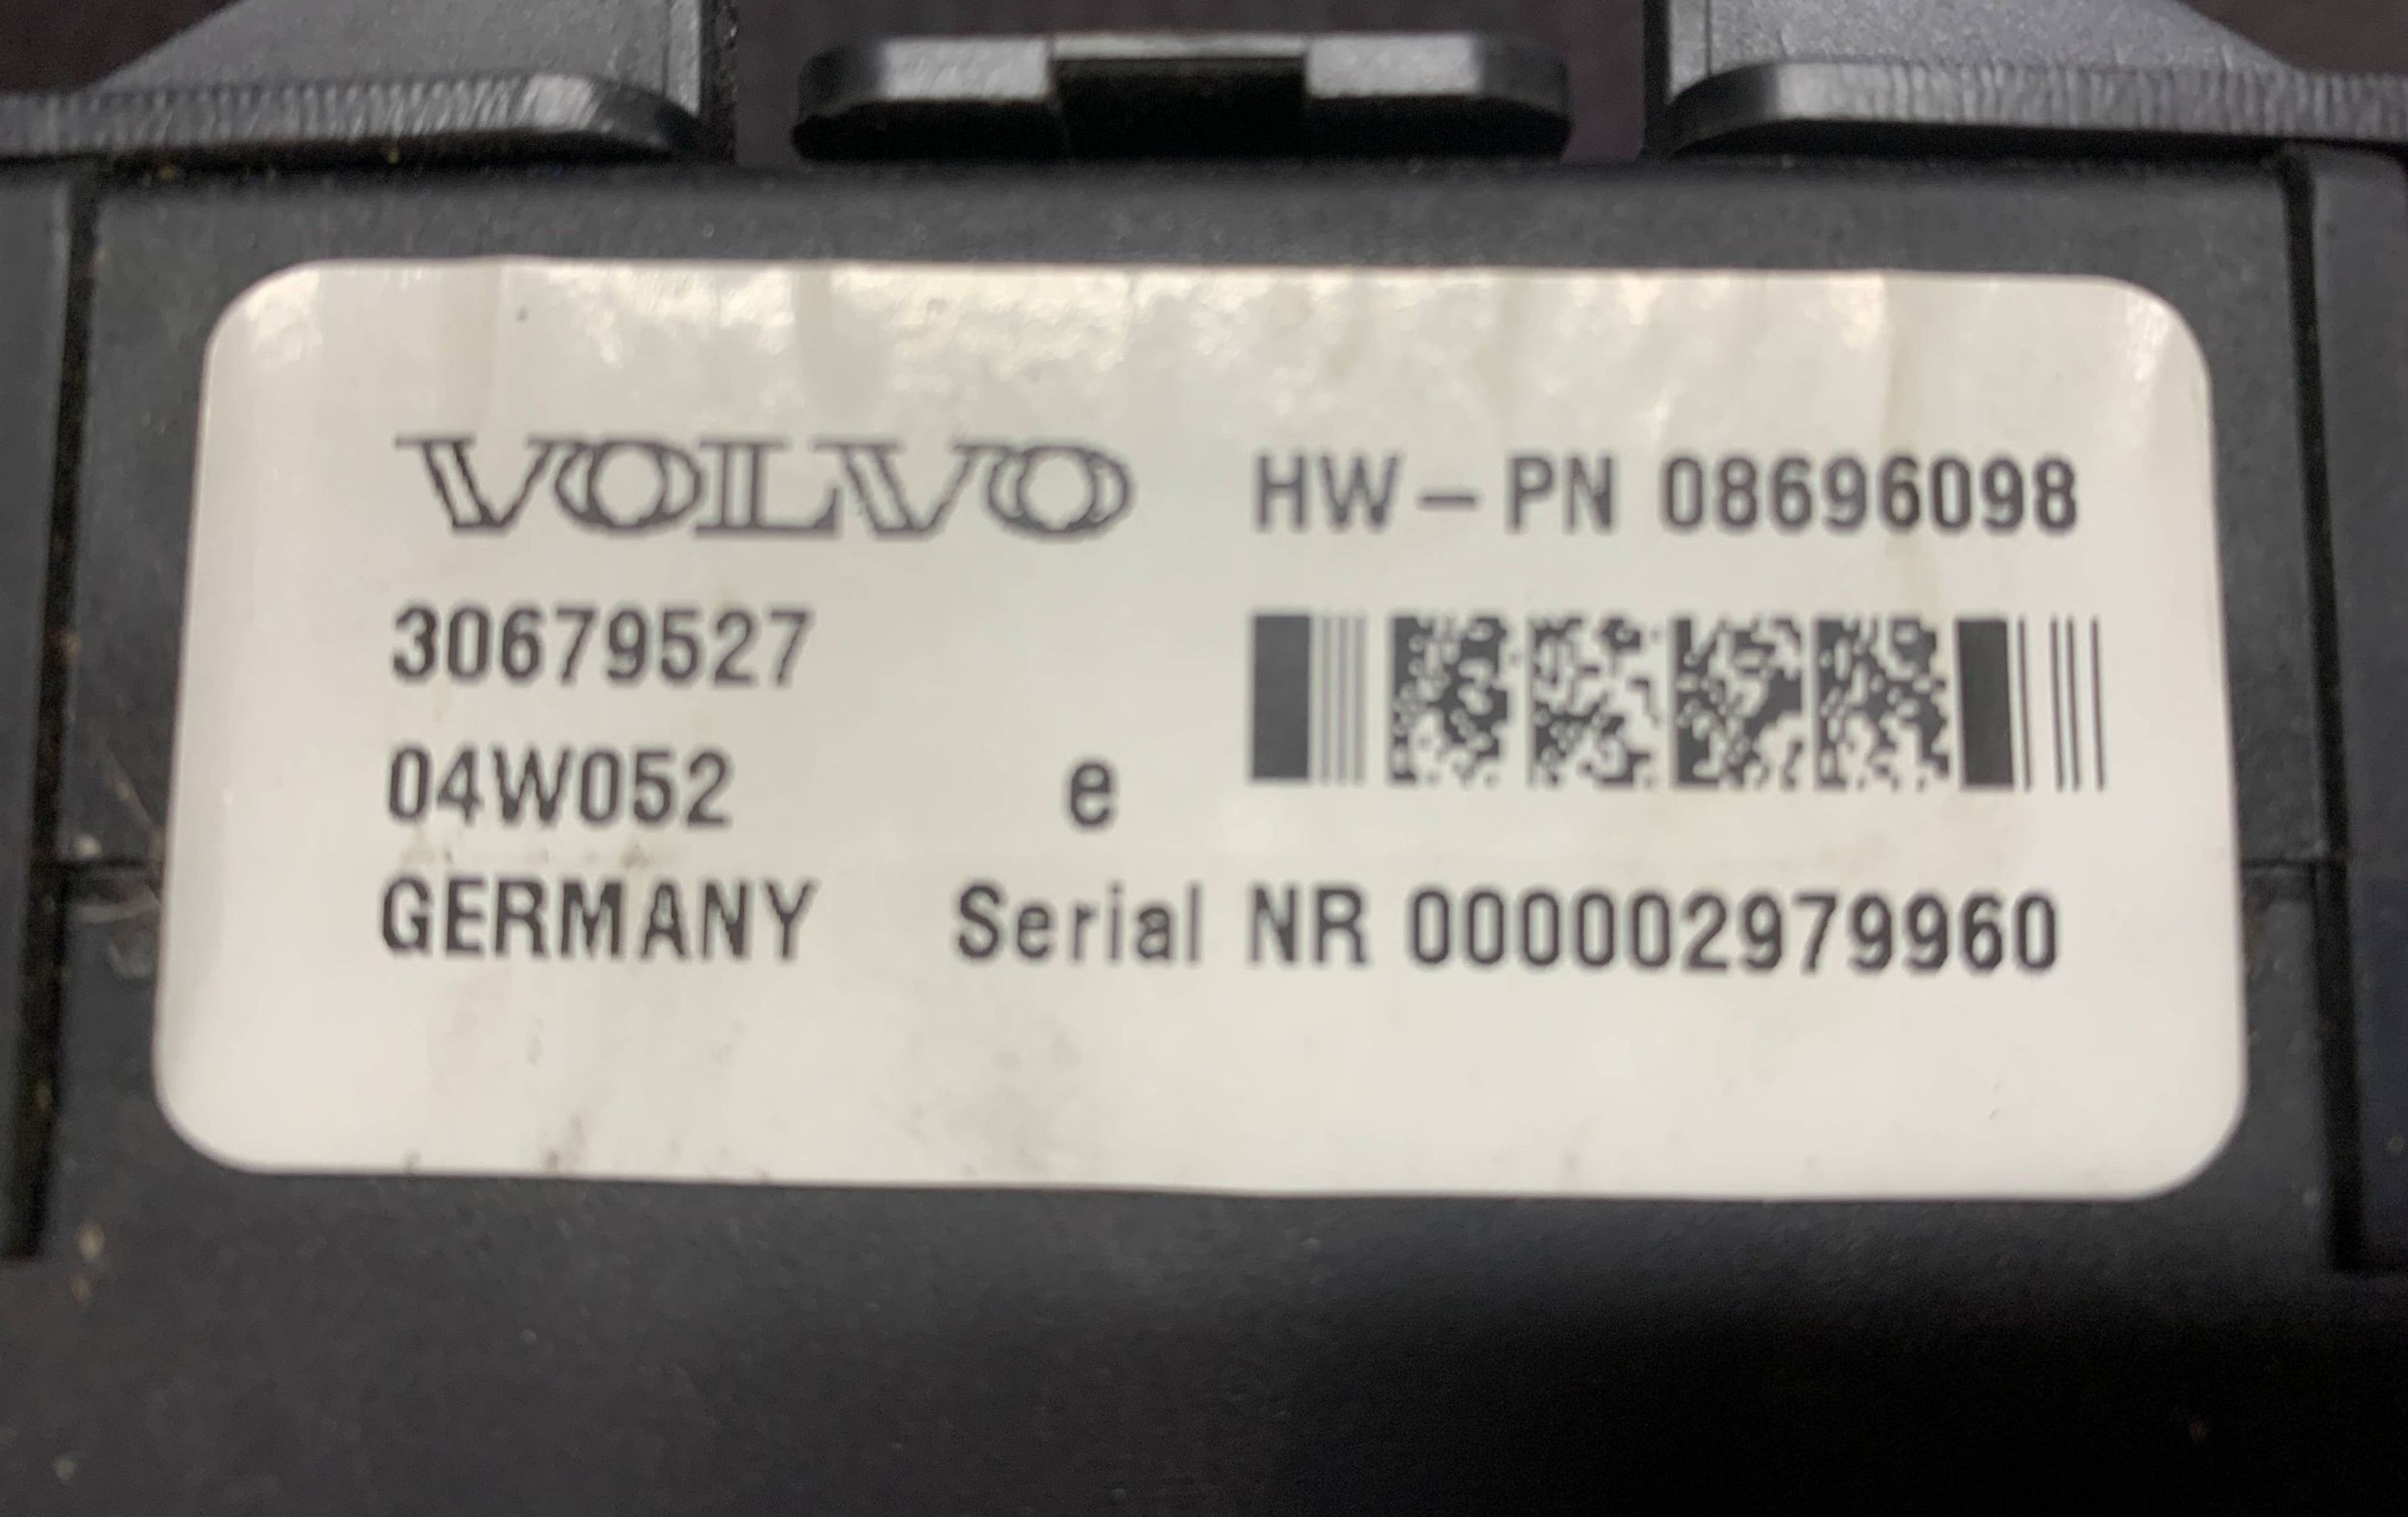 VOLVO HW-PN 08696098
30679527
04W052 e
GERMANY Serial NR 000002979960